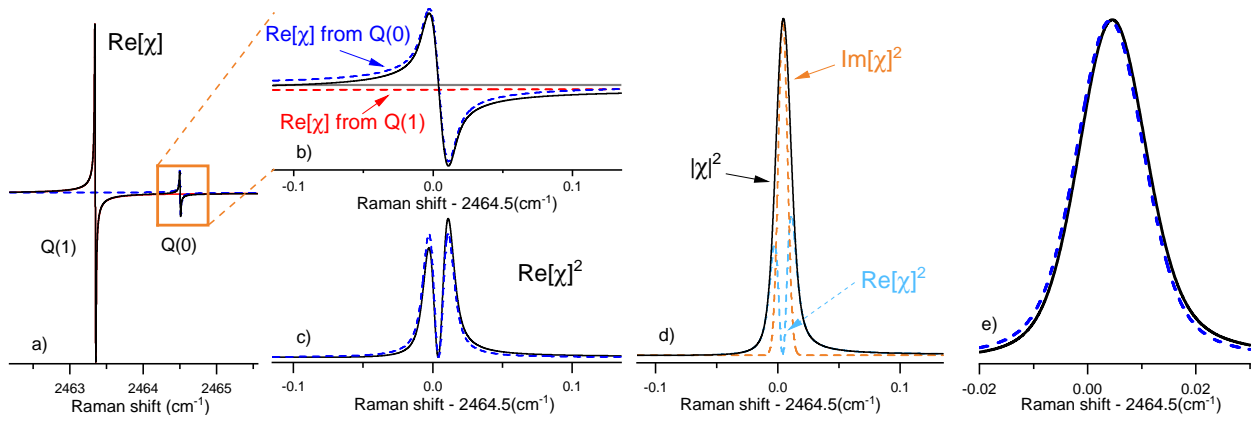 Re[χ]
Q(1)
Q(0)
a)
2463
2464
2465
Raman shift (cm⁻¹)
Re[χ] from Q(0)
Re[χ] from Q(1)
b)
-0.1
0.0
0.1
Raman shift - 2464.5(cm⁻¹)
Re[χ]²
c)
-0.1
0.0
0.1
Raman shift - 2464.5(cm⁻¹)
Im[χ]²
|χ|²
Re[χ]²
d)
-0.1
0.0
0.1
Raman shift - 2464.5(cm⁻¹)
e)
-0.02
0.00
0.02
Raman shift - 2464.5(cm⁻¹)